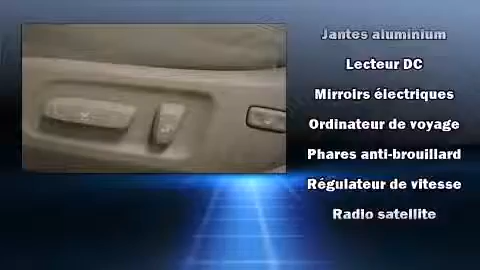 Jantes aluminium
Lecteur DC
Mirroirs électriques
Ordinateur de voyage
Phares anti-brouillard
Régulateur de vitesse
Radio satellite